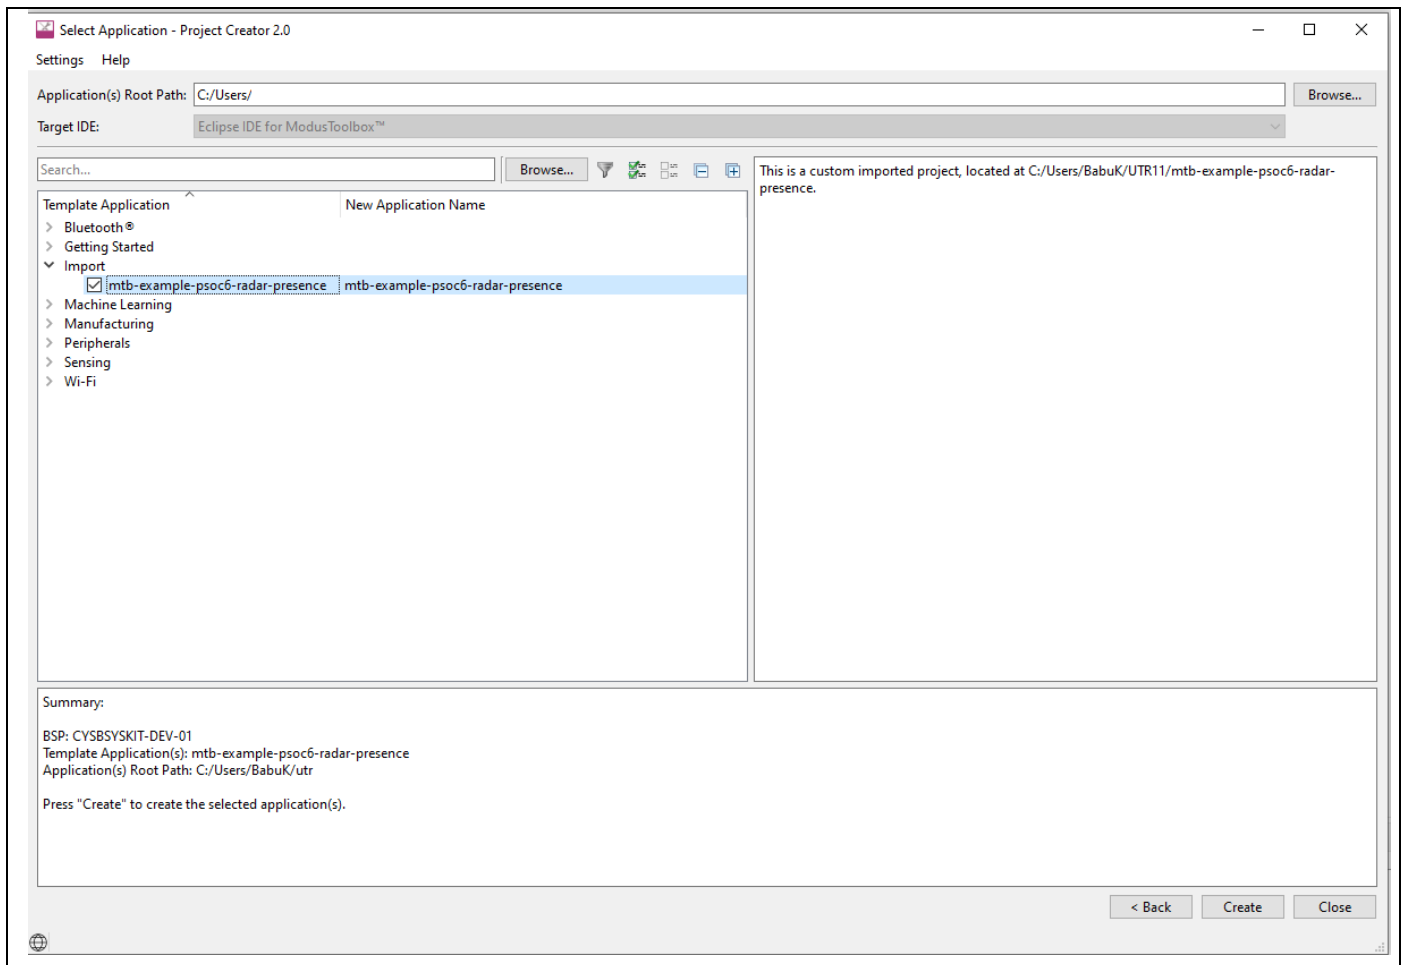 Select Application - Project Creator 2.0
Settings Help
Application(s) Root Path: C:/Users/ Browse...
Target IDE: Eclipse IDE for ModusToolbox™
Search... Browse...
This is a custom imported project, located at C:/Users/BabuK/UTR11/mtb-example-psoc6-radar-
presence.
Template Application New Application Name
Bluetooth®
Getting Started
Import
mtb-example-psoc6-radar-presence mtb-example-psoc6-radar-presence
Machine Learning
Manufacturing
Peripherals
Sensing
Wi-Fi
Summary:
BSP: CYSBSYSKIT-DEV-01
Template Application(s): mtb-example-psoc6-radar-presence
Application(s) Root Path: C:/Users/BabuK/utr
Press "Create" to create the selected application(s).
< Back Create Close